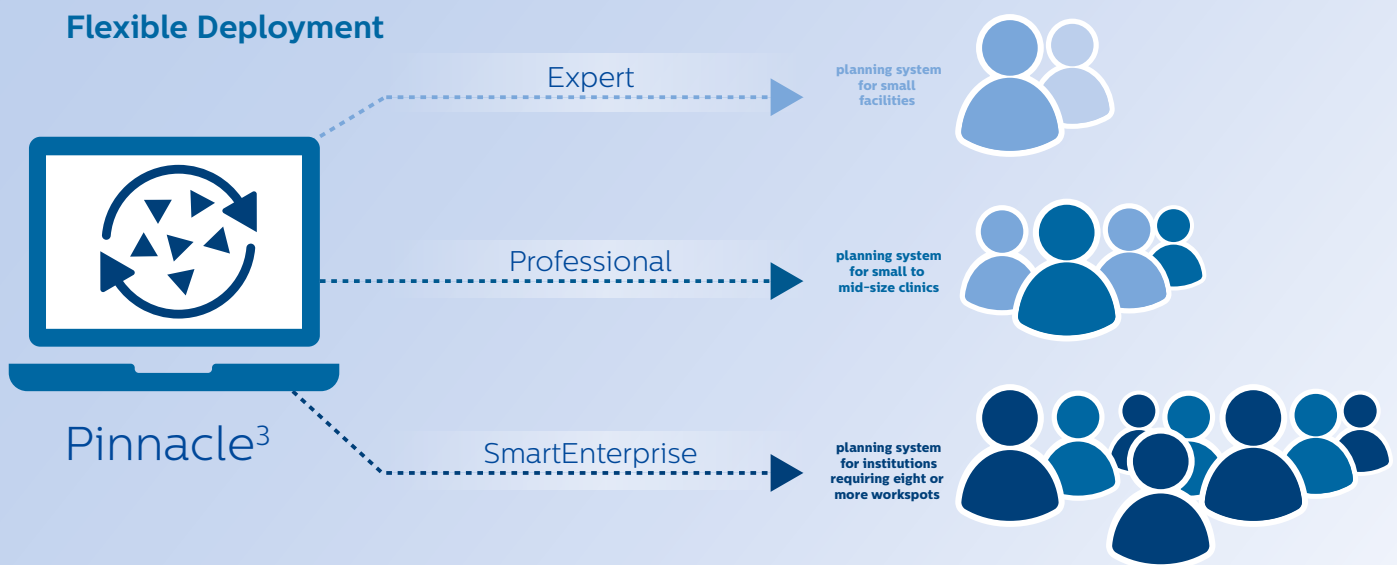 Flexible Deployment
Expert
planning system
for small
facilities
Professional
planning system
for small to
mid-size clinics
Pinnacle³
SmartEnterprise
planning system
for institutions
requiring eight or
more workspots